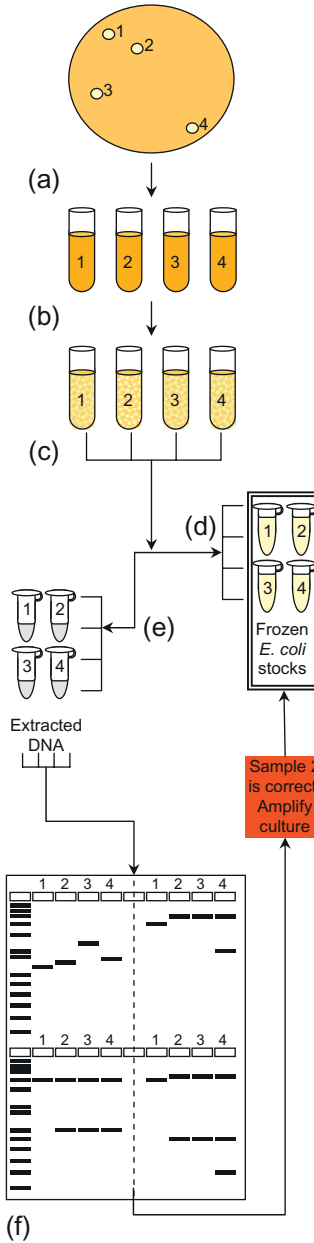 1
2
3
4
(a)
1 2 3 4
(b)
1 2 3 4
(c)
(d)
1 2
3 4
Frozen
E. coli
stocks
(e)
1 2
3 4
Extracted
DNA
Sample 2
is correct
Amplify
culture
1 2 3 4 1 2 3 4
1 2 3 4 1 2 3 4
(f)